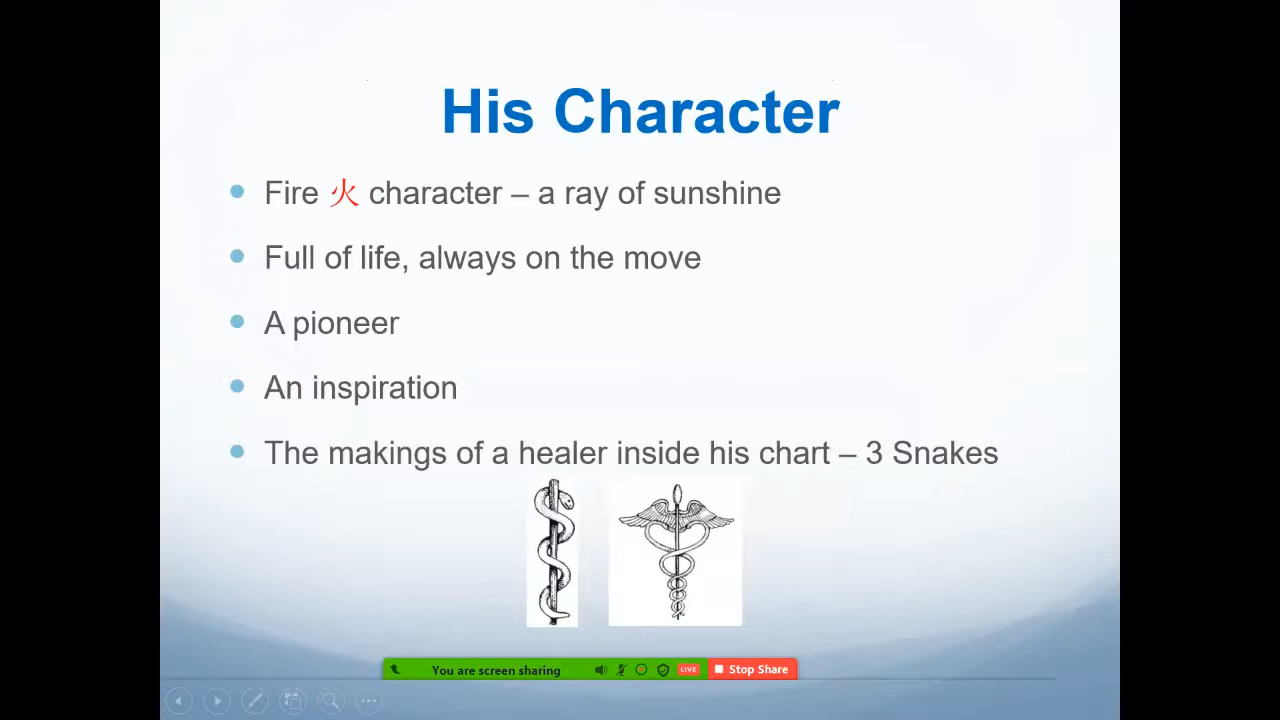 His Character
Fire 火 character – a ray of sunshine
Full of life, always on the move
A pioneer
An inspiration
The makings of a healer inside his chart – 3 Snakes
You are screen sharing
LIVE
Stop Share